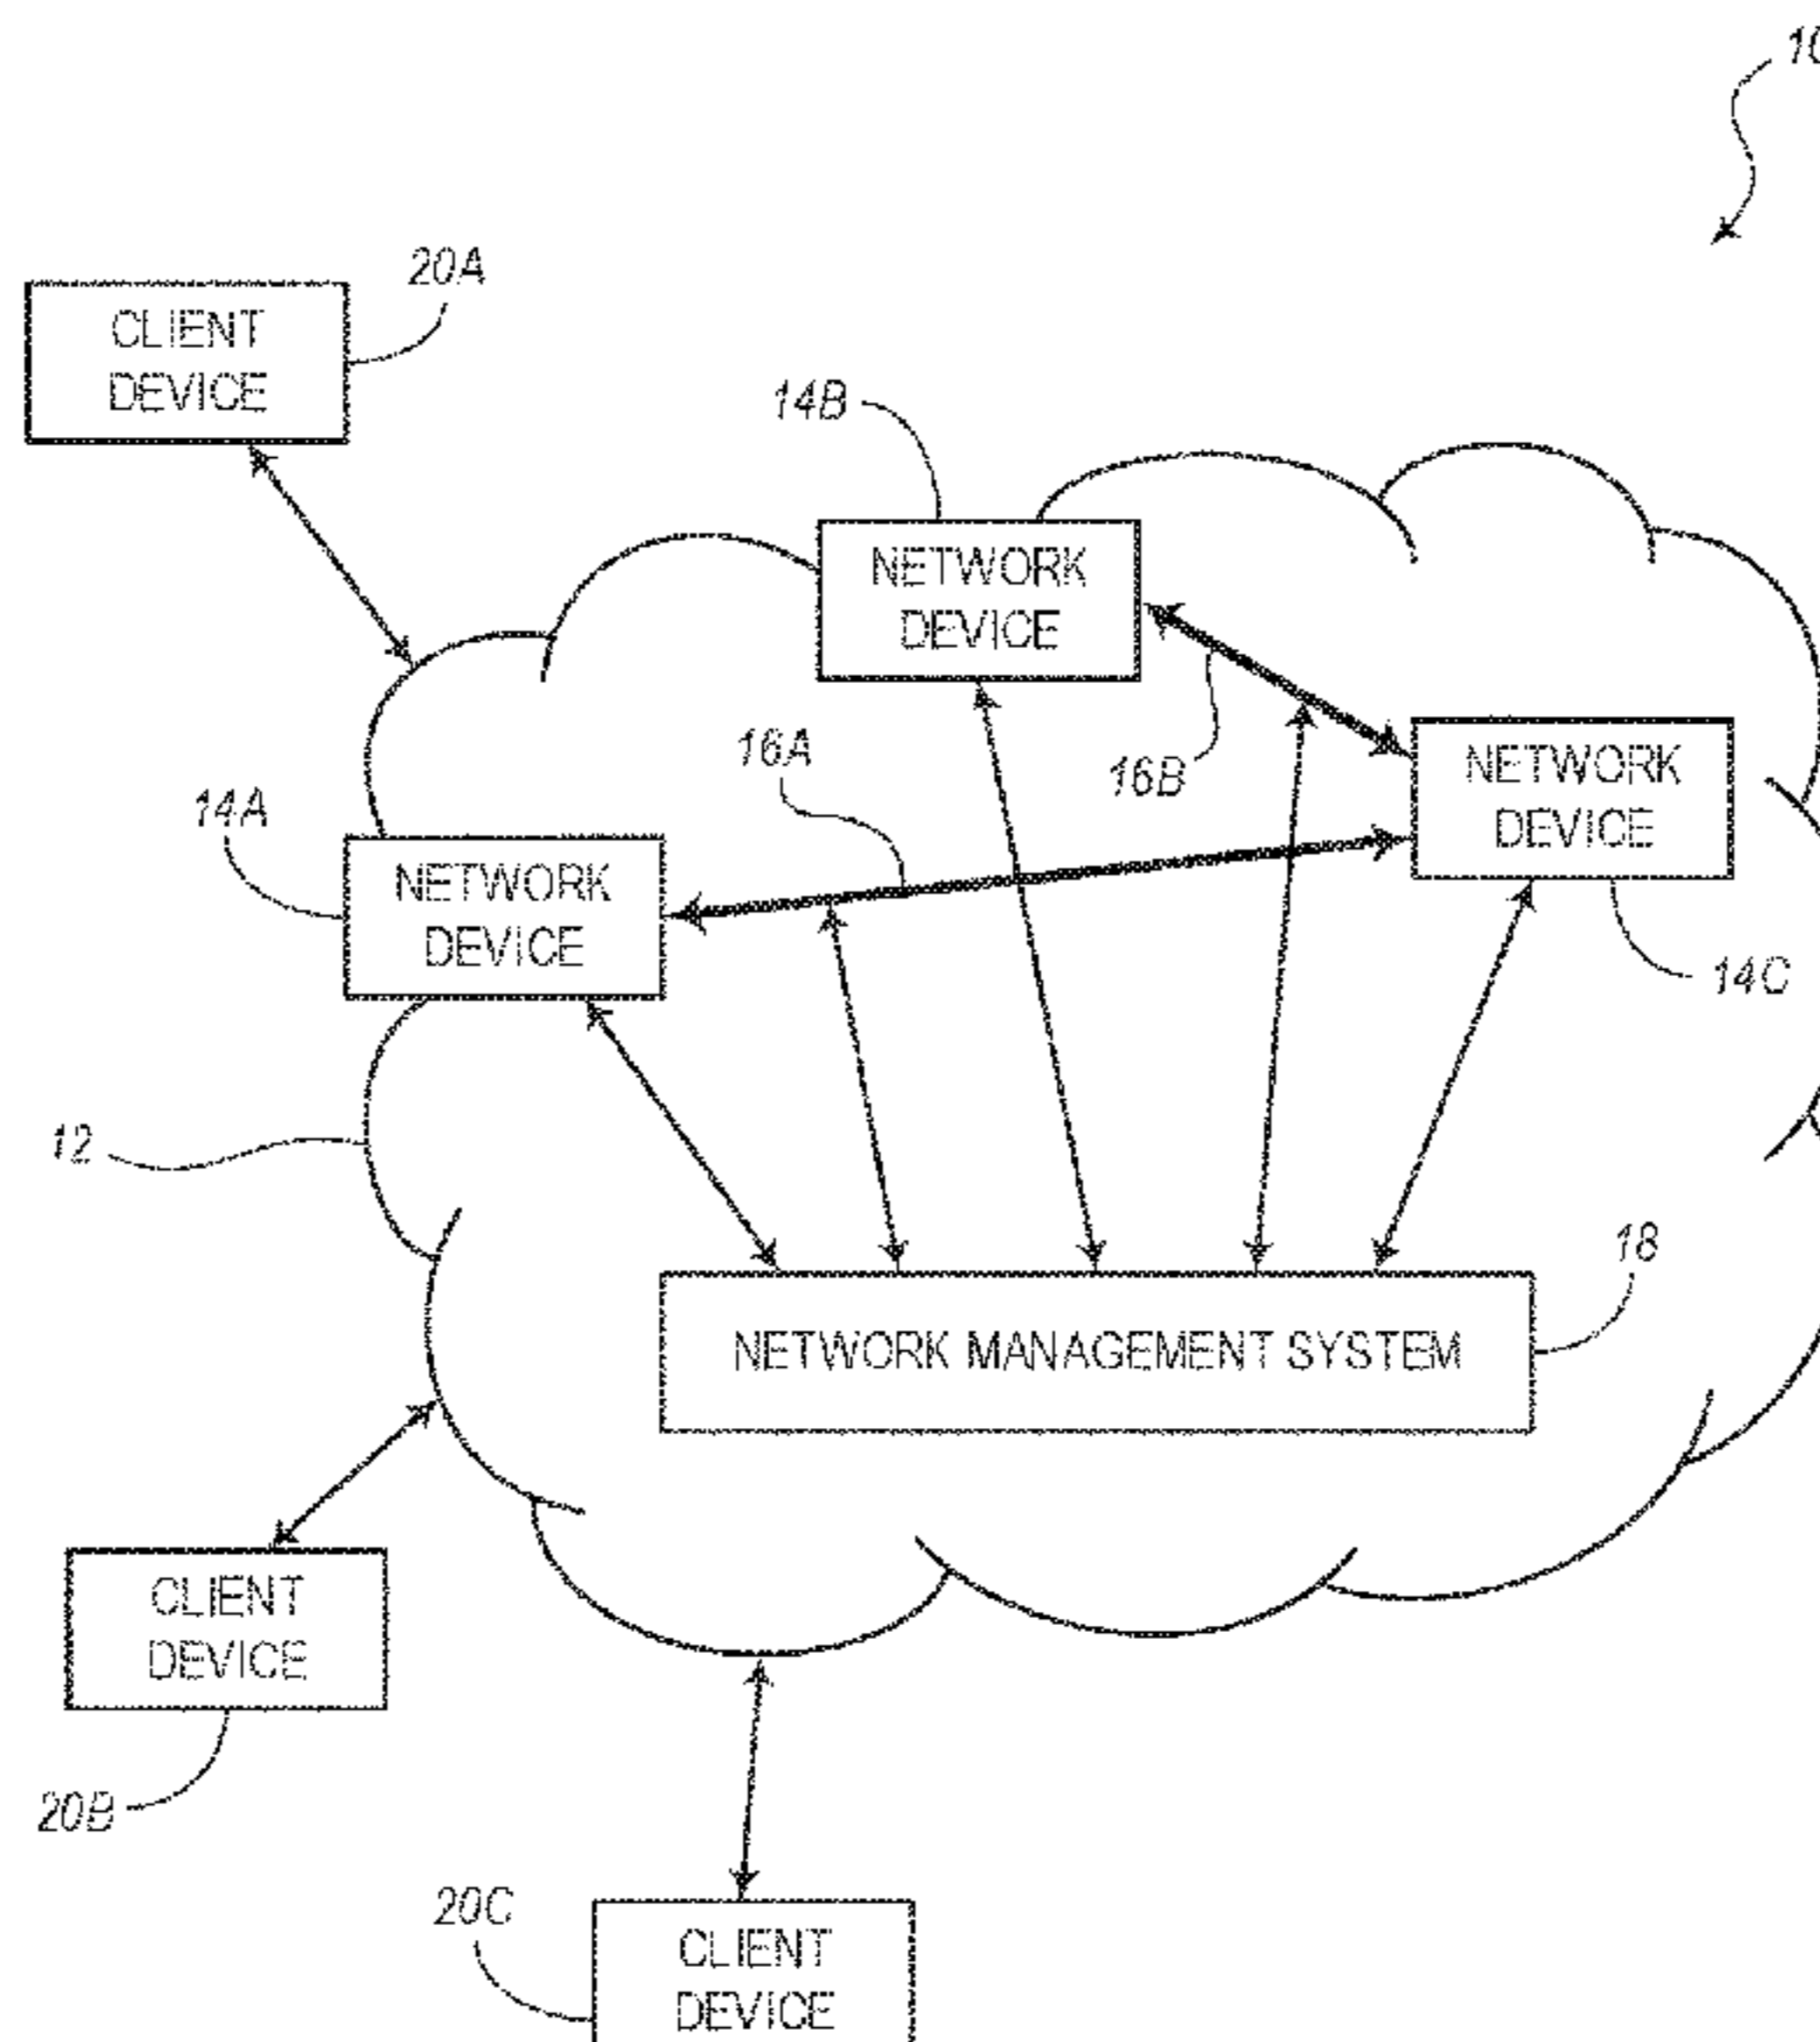 10
20A
CLIENT
DEVICE
14B
NETWORK
DEVICE
16A
16B
NETWORK
DEVICE
14A
NETWORK
DEVICE
14C
12
18
NETWORK MANAGEMENT SYSTEM
CLIENT
DEVICE
20B
20C
CLIENT
DEVICE